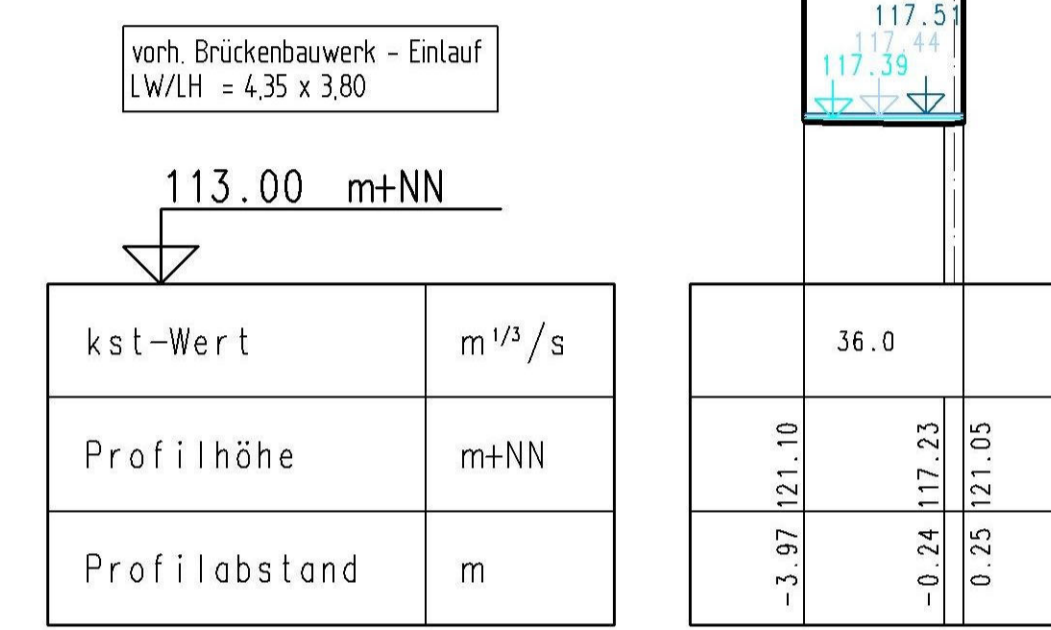 vorh. Brückenbauwerk - Einlauf
LW/LH = 4,35 x 3,80
117.51
117.44
117.39
113.00 m+NN
kst-Wert m1/3/s 36.0
Profilhöhe m+NN 121.10 117.23 121.05
Profilabstand m -3.97 -0.24 0.25